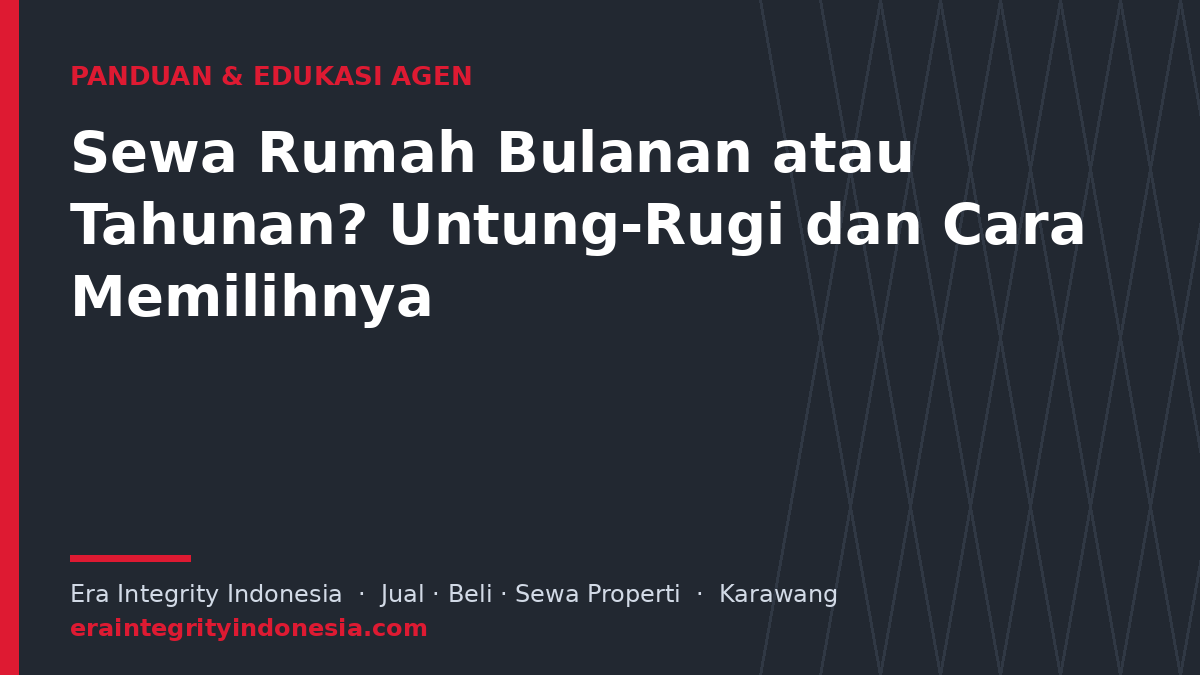 PANDUAN & EDUKASI AGEN
Sewa Rumah Bulanan atau
Tahunan? Untung-Rugi dan Cara
Memilihnya
Era Integrity Indonesia · Jual · Beli · Sewa Properti · Karawang
eraintegrityindonesia.com